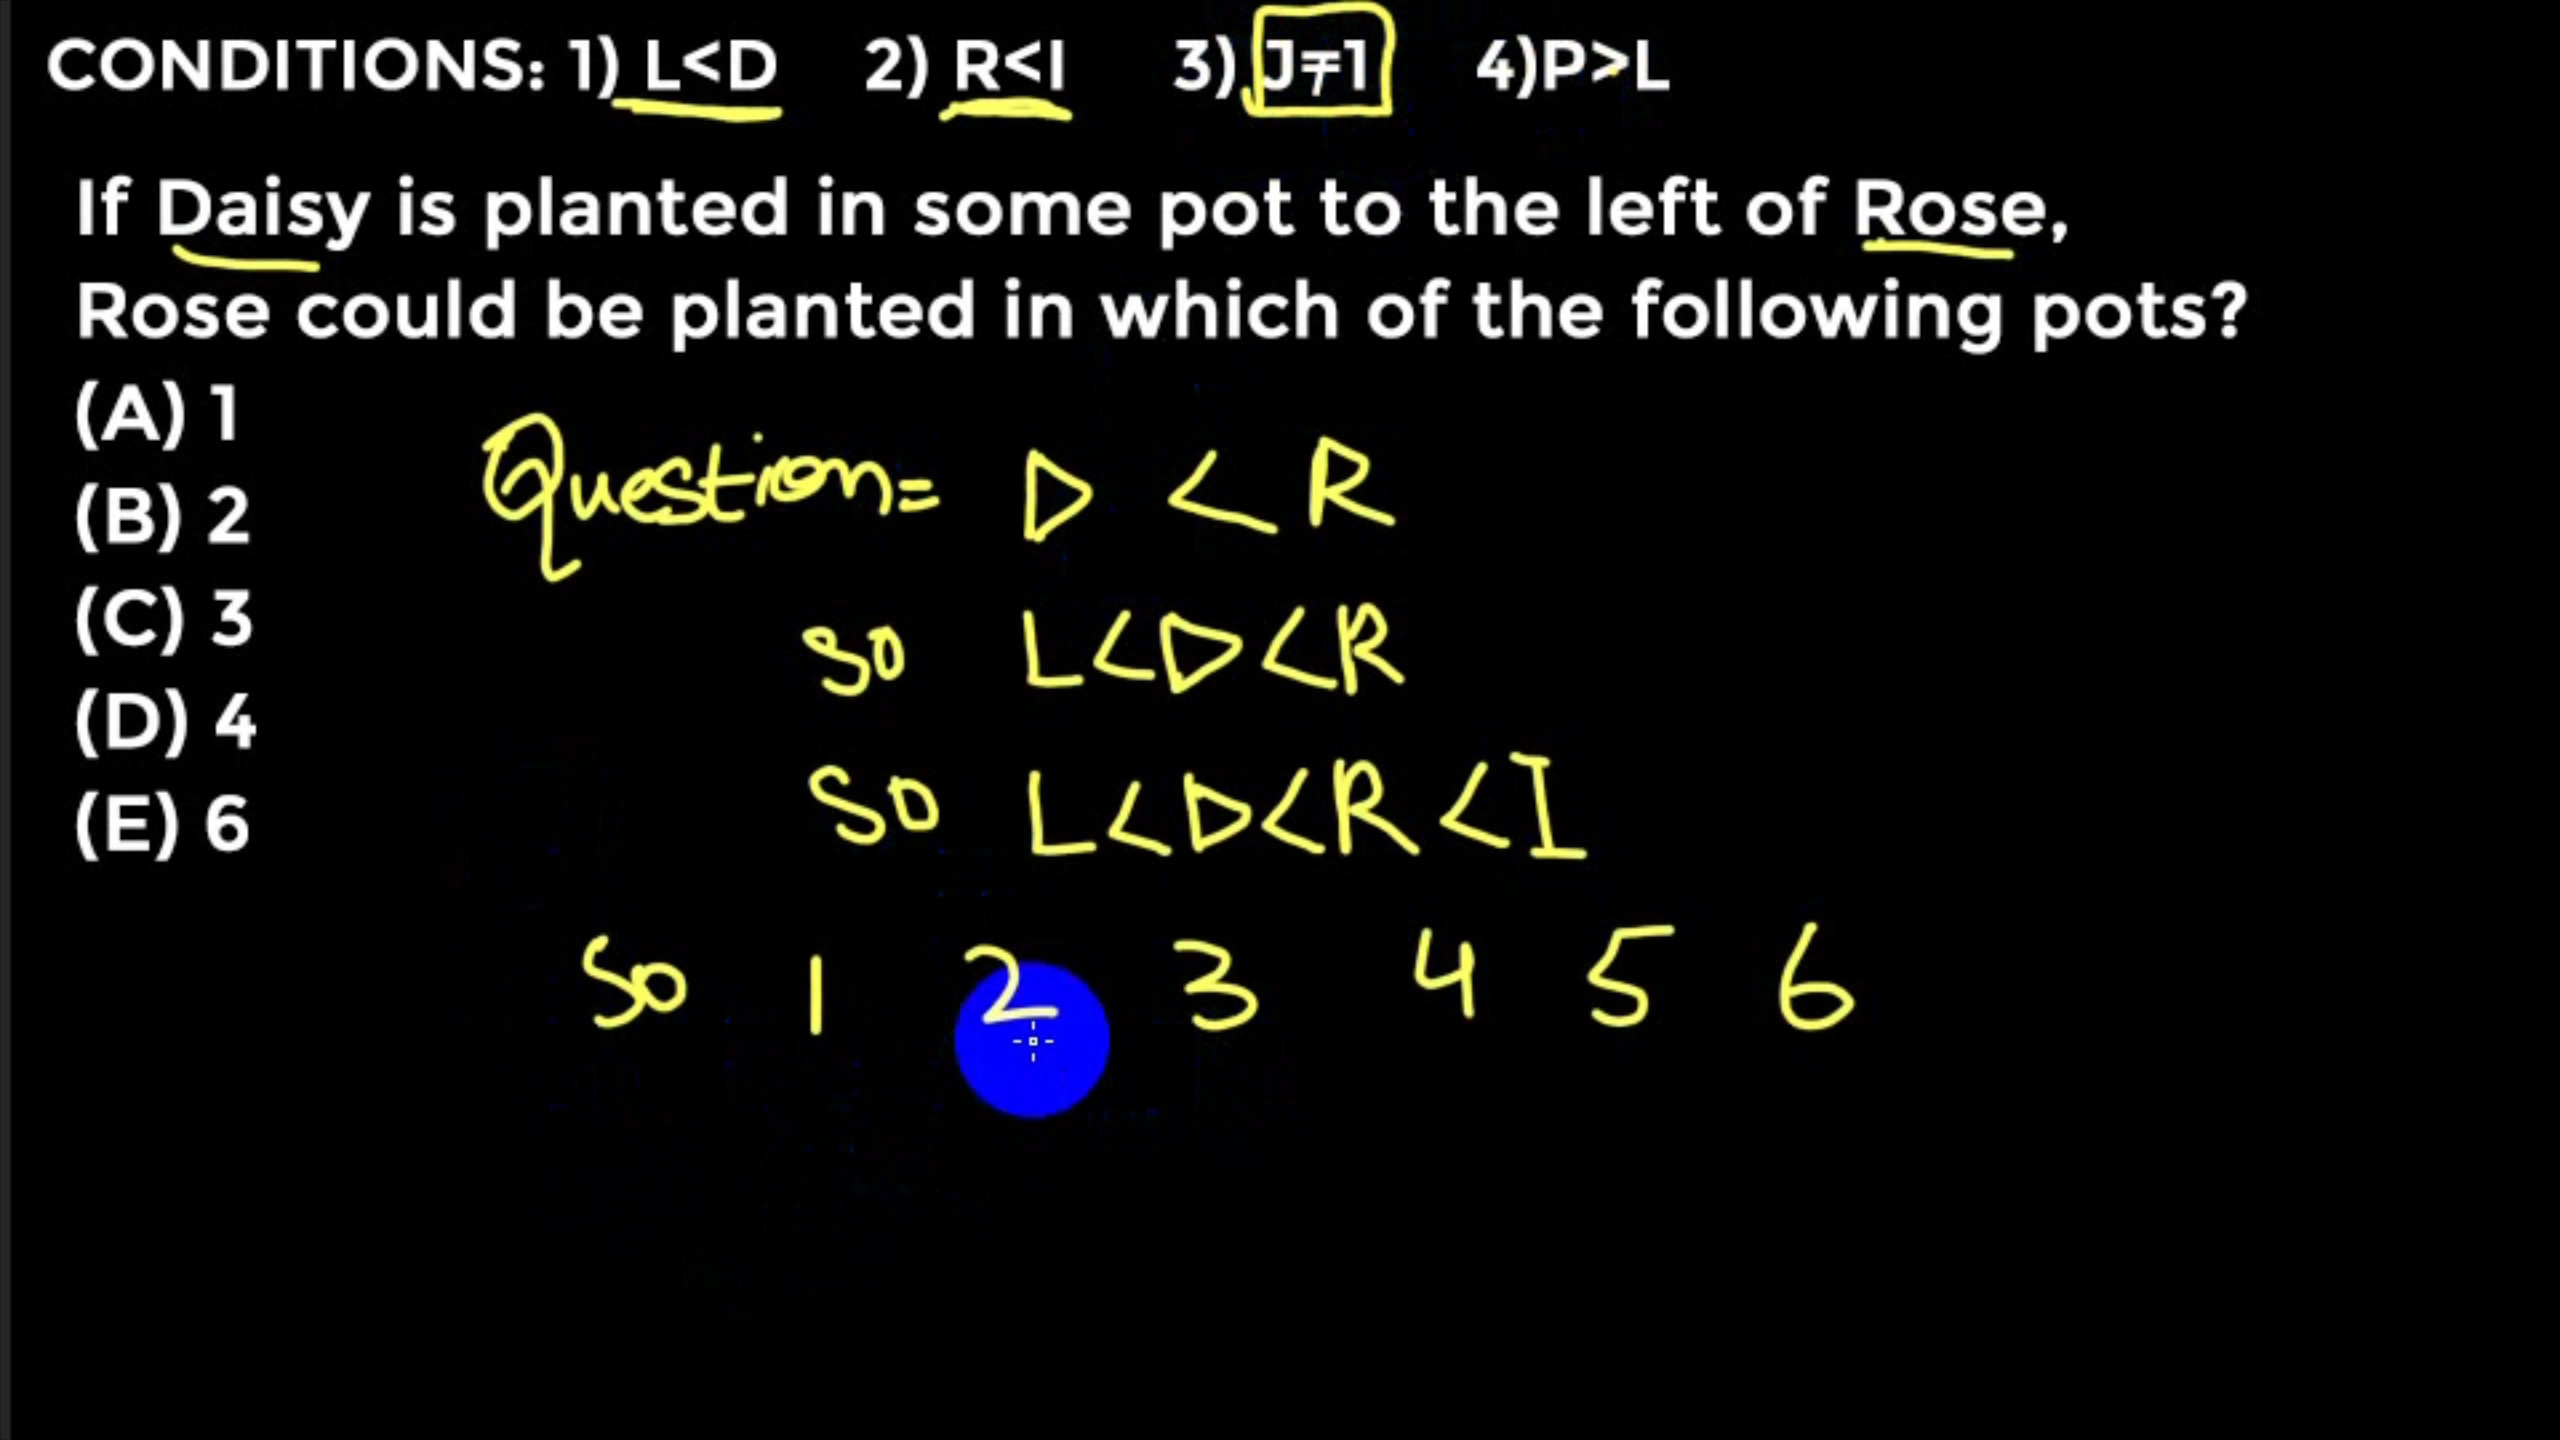 CONDITIONS: 1) L<D 2) R<I 3) J≠1 4)P>L
If Daisy is planted in some pot to the left of Rose,
Rose could be planted in which of the following pots?
(A) 1
(B) 2
(C) 3
(D) 4
(E) 6
Question= D < R
so L<D<R
so L<D<R<I
so 1 2 3 4 5 6